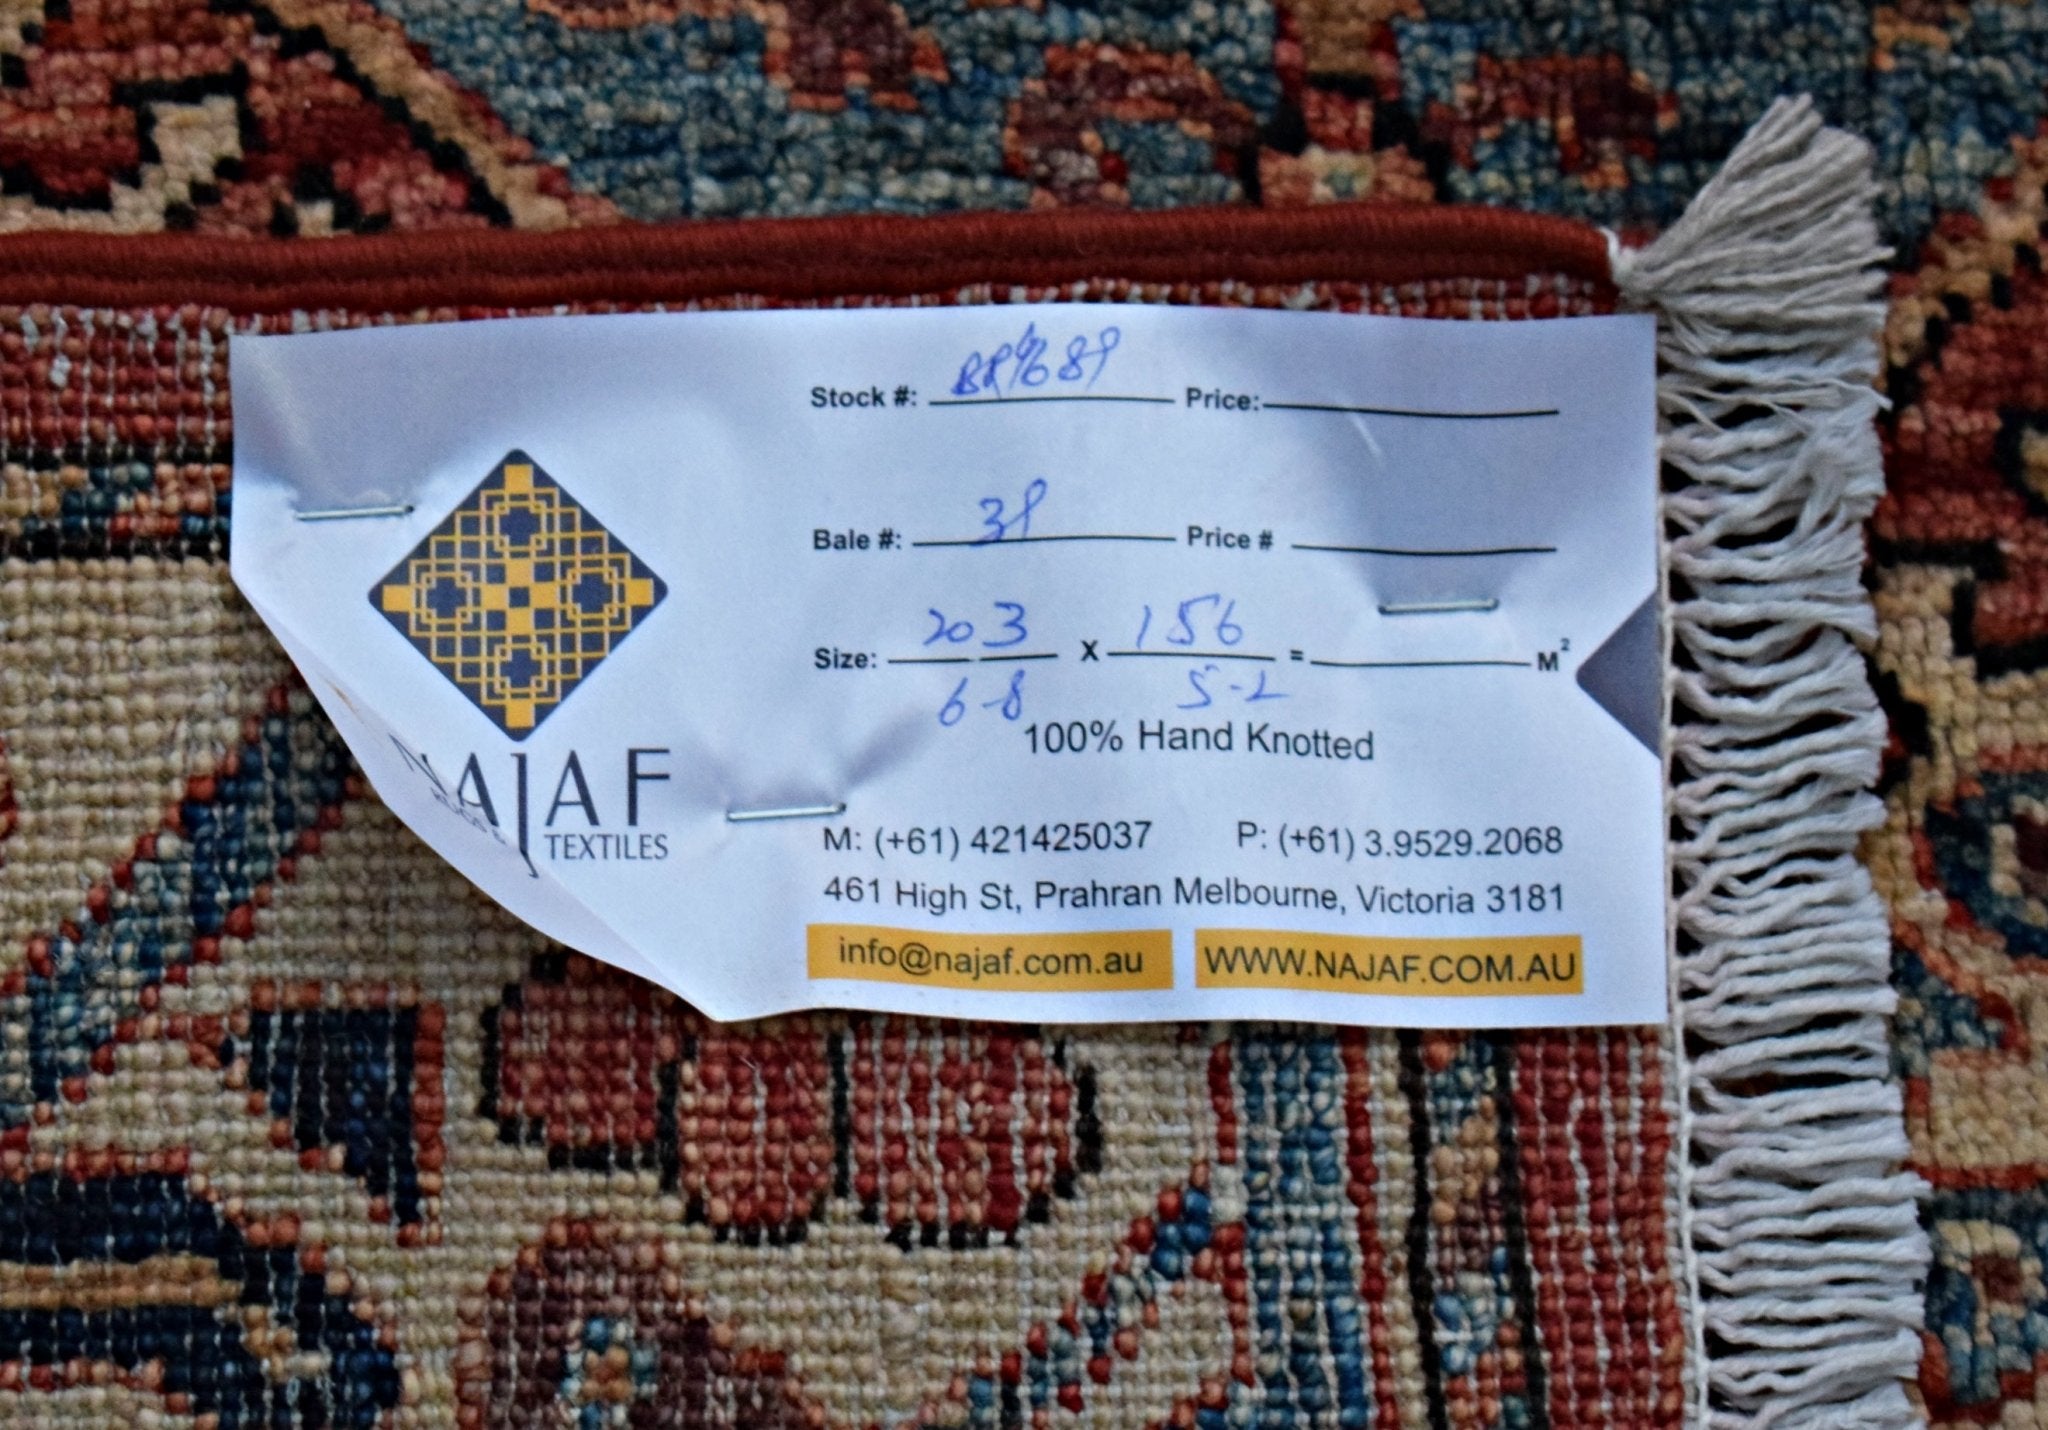 Stock #: Price:
Bale #: 39 Price #
203 156
Size: X = M²
6-8 5-2
100% Hand Knotted
NAJAF
TEXTILES
M: (+61) 421425037 P: (+61) 3.9529.2068
461 High St, Prahran Melbourne, Victoria 3181
info@najaf.com.au WWW.NAJAF.COM.AU